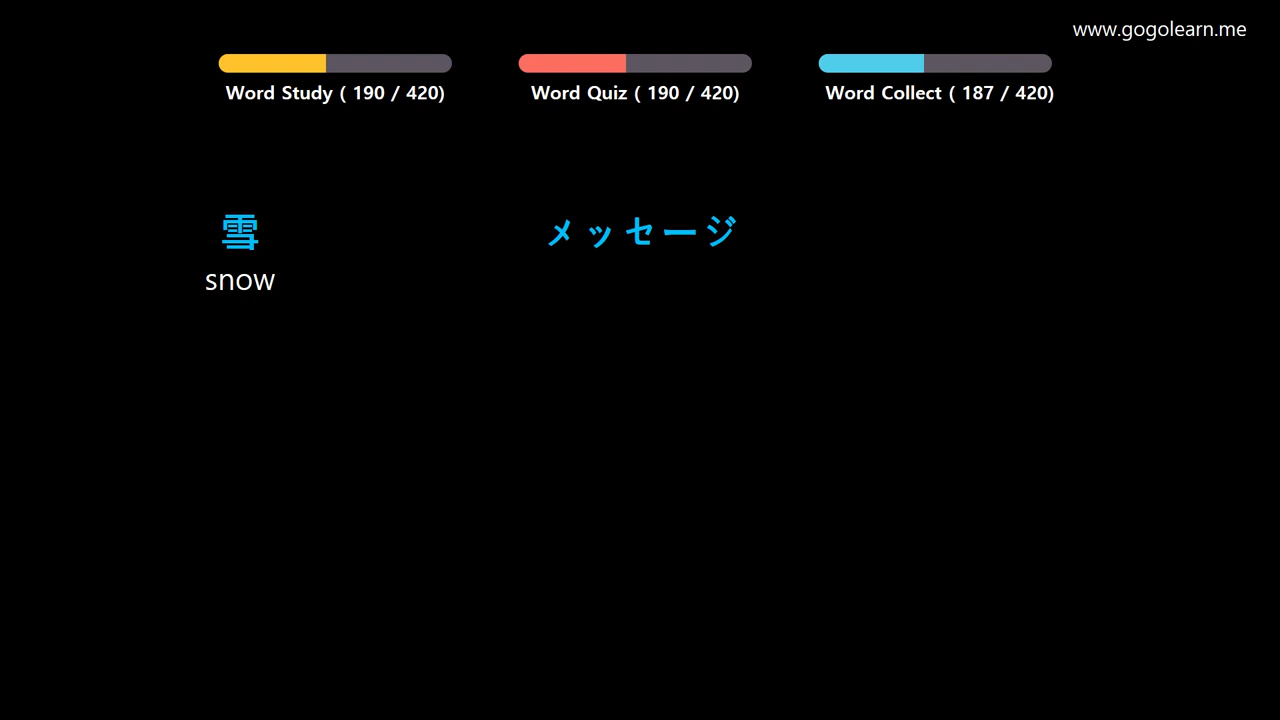 www.gogolearn.me
Word Study ( 190 / 420)
Word Quiz ( 190 / 420)
Word Collect ( 187 / 420)
雪
メッセージ
snow